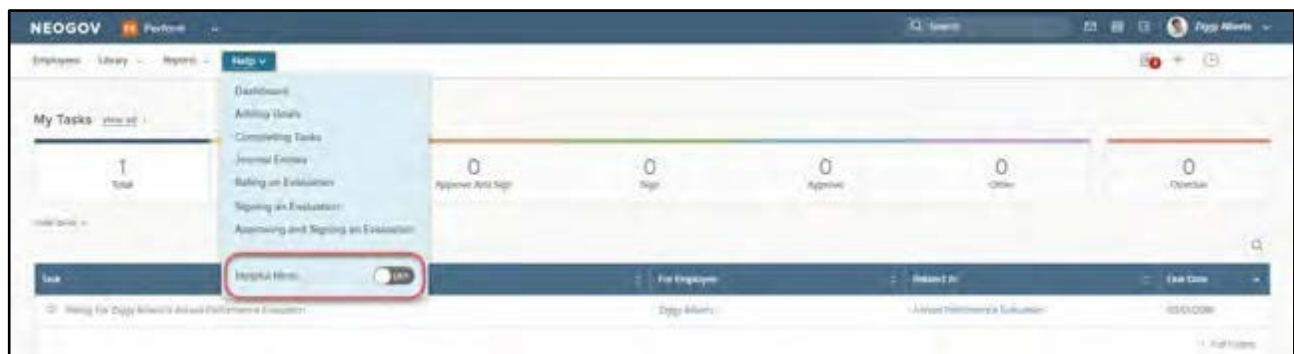 NEOGOV PE Perform
Search
Ziggy Alberts
Employees Library Reports Help
Dashboard
Adding Goals
Completing Tasks
Journal Entries
Rating an Evaluation
Signing an Evaluation
Approving and Signing an Evaluation
Helpful Hints OFF
My Tasks view all
1 0 0 0 0 0
Total Approve And Sign Sign Approve Other Overdue
Task For Employee Related To Due Date
Rating For Ziggy Alberts's Annual Performance Evaluation Ziggy Alberts Annual Performance Evaluation